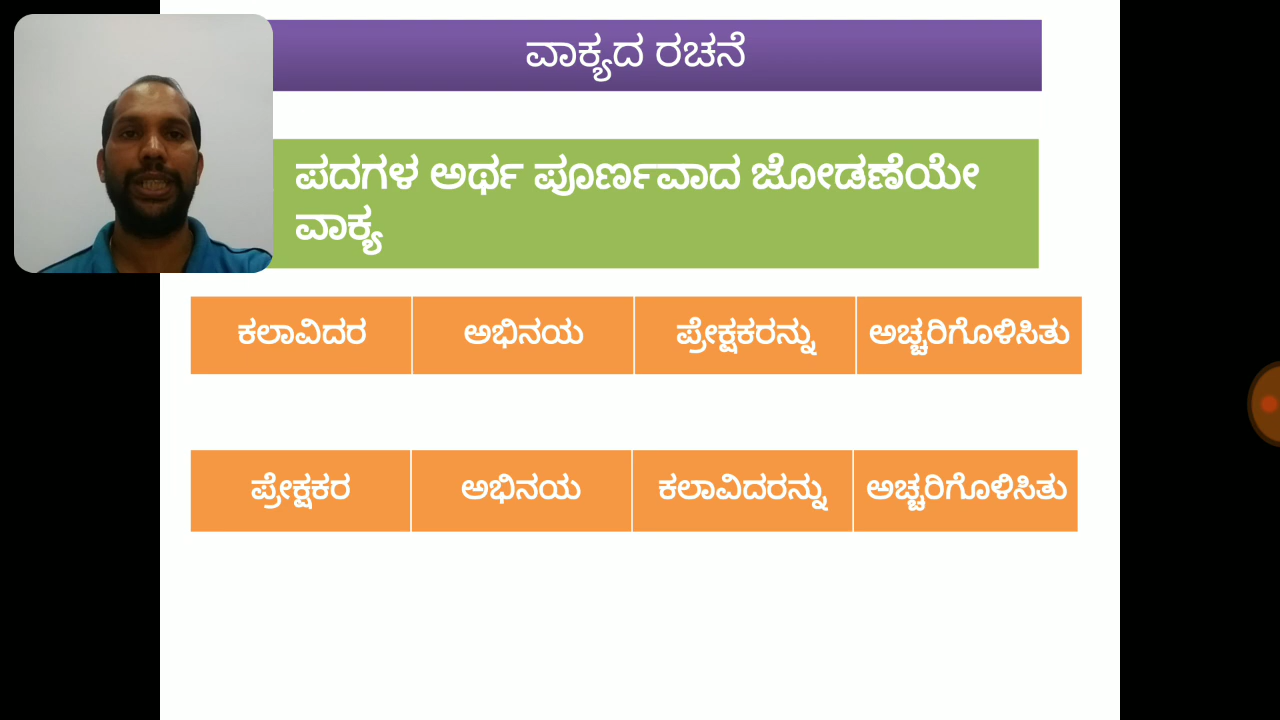 ವಾಕ್ಯದ ರಚನೆ
ಪದಗಳ ಅರ್ಥ ಪೂರ್ಣವಾದ ಜೋಡಣೆಯೇ
ವಾಕ್ಯ
ಕಲಾವಿದರ ಅಭಿನಯ ಪ್ರೇಕ್ಷಕರನ್ನು ಅಚ್ಚರಿಗೊಳಿಸಿತು
ಪ್ರೇಕ್ಷಕರ ಅಭಿನಯ ಕಲಾವಿದರನ್ನು ಅಚ್ಚರಿಗೊಳಿಸಿತು